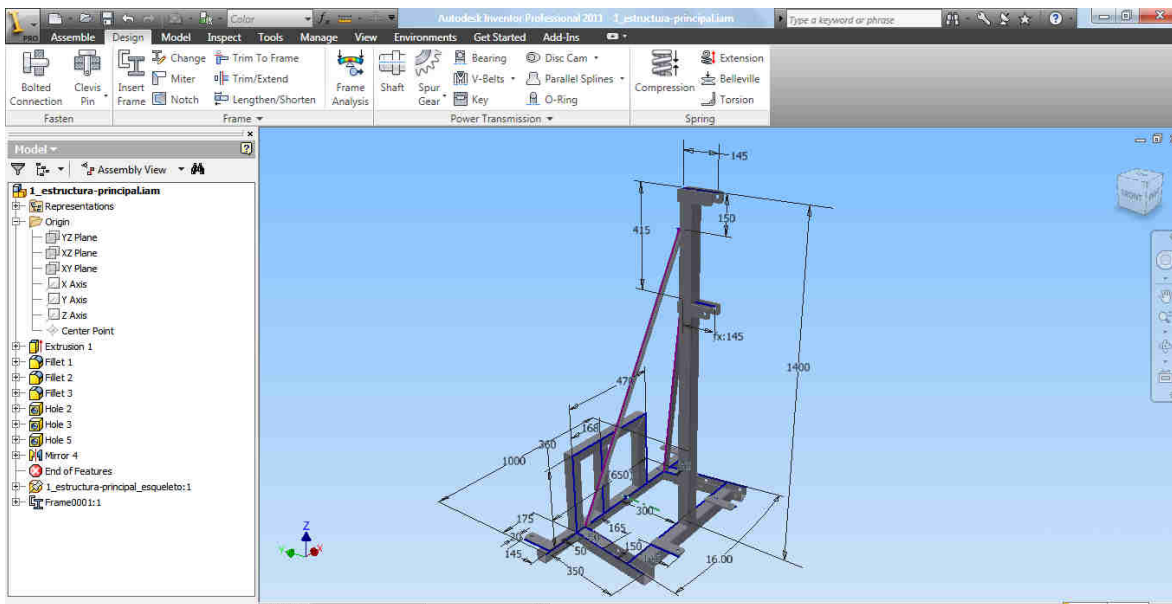 Color
Autodesk Inventor Professional 2013 - 1_estructura-principal.iam
Type a keyword or phrase
PRO
Assemble Design Model Inspect Tools Manage View Environments Get Started Add-Ins
Bolted Connection
Clevis Pin
Insert Frame
Change
Miter
Notch
Trim To Frame
Trim/Extend
Lengthen/Shorten
Frame Analysis
Shaft
Spur Gear
Bearing
V-Belts
Key
Disc Cam
Parallel Splines
O-Ring
Compression
Extension
Belleville
Torsion
Fasten
Frame
Power Transmission
Spring
Model
Assembly View
1_estructura-principal.iam
Representations
Origin
YZ Plane
XZ Plane
XY Plane
X Axis
Y Axis
Z Axis
Center Point
Extrusion 1
Fillet 1
Fillet 2
Fillet 3
Hole 2
Hole 3
Hole 5
Mirror 4
End of Features
1_estructura-principal_esqueleto:1
Frame0001:1
145
150
415
fx:145
1400
168
360
1000
(650)
300
175
165
20
150
145
50
350
16.00
Z
FRONT